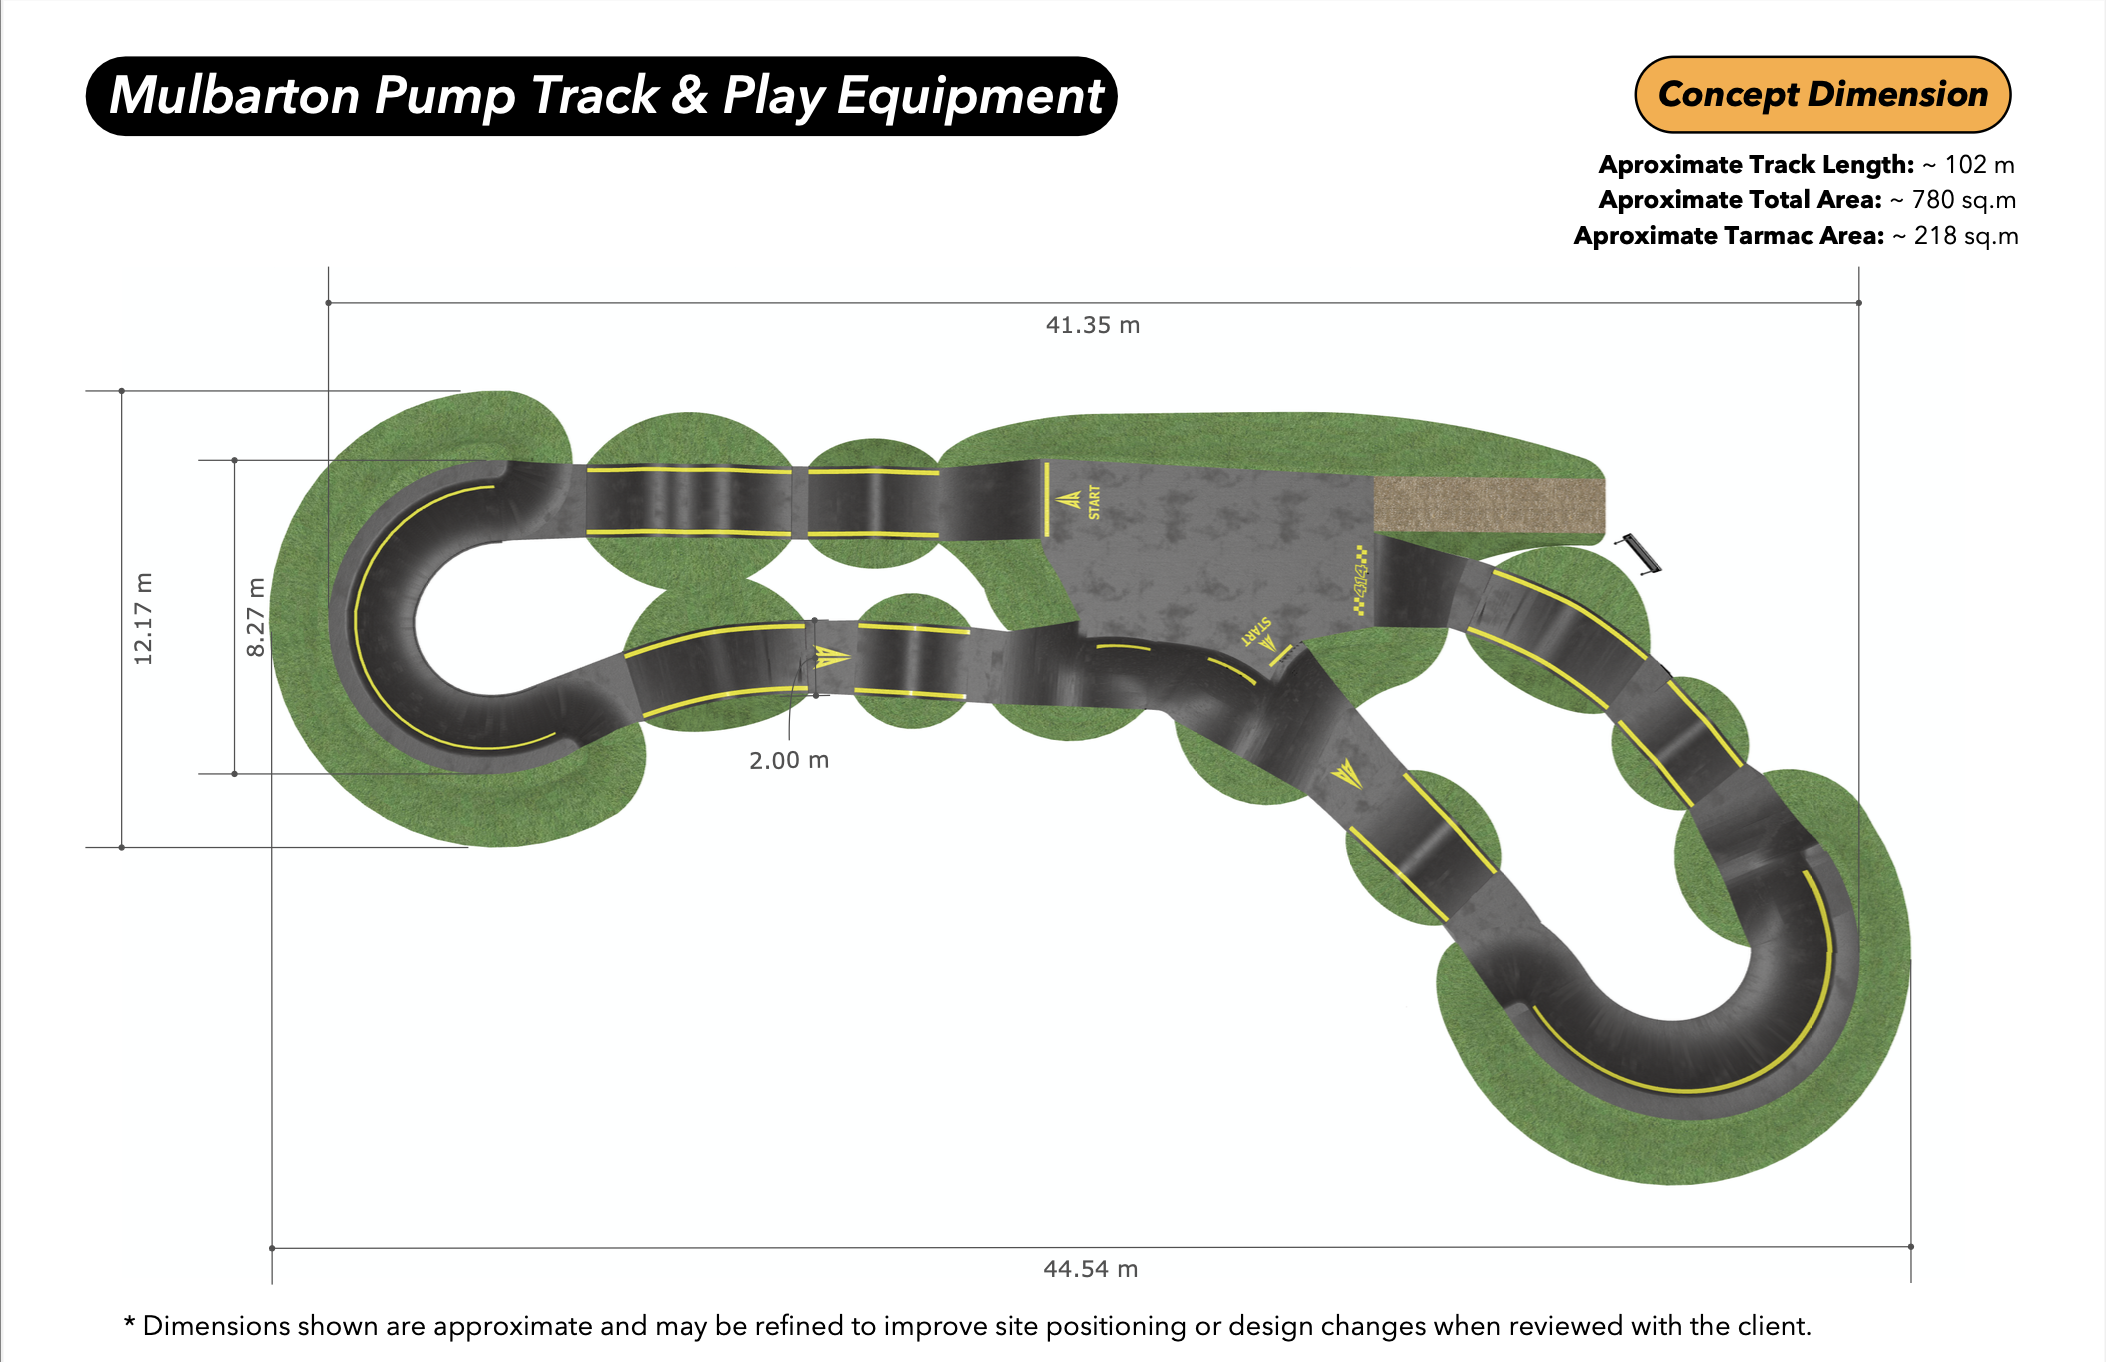 Mulbarton Pump Track & Play Equipment
Concept Dimension
Aproximate Track Length: ~ 102 m
Aproximate Total Area: ~ 780 sq.m
Aproximate Tarmac Area: ~ 218 sq.m
41.35 m
12.17 m
8.27 m
START
414
START
2.00 m
44.54 m
* Dimensions shown are approximate and may be refined to improve site positioning or design changes when reviewed with the client.